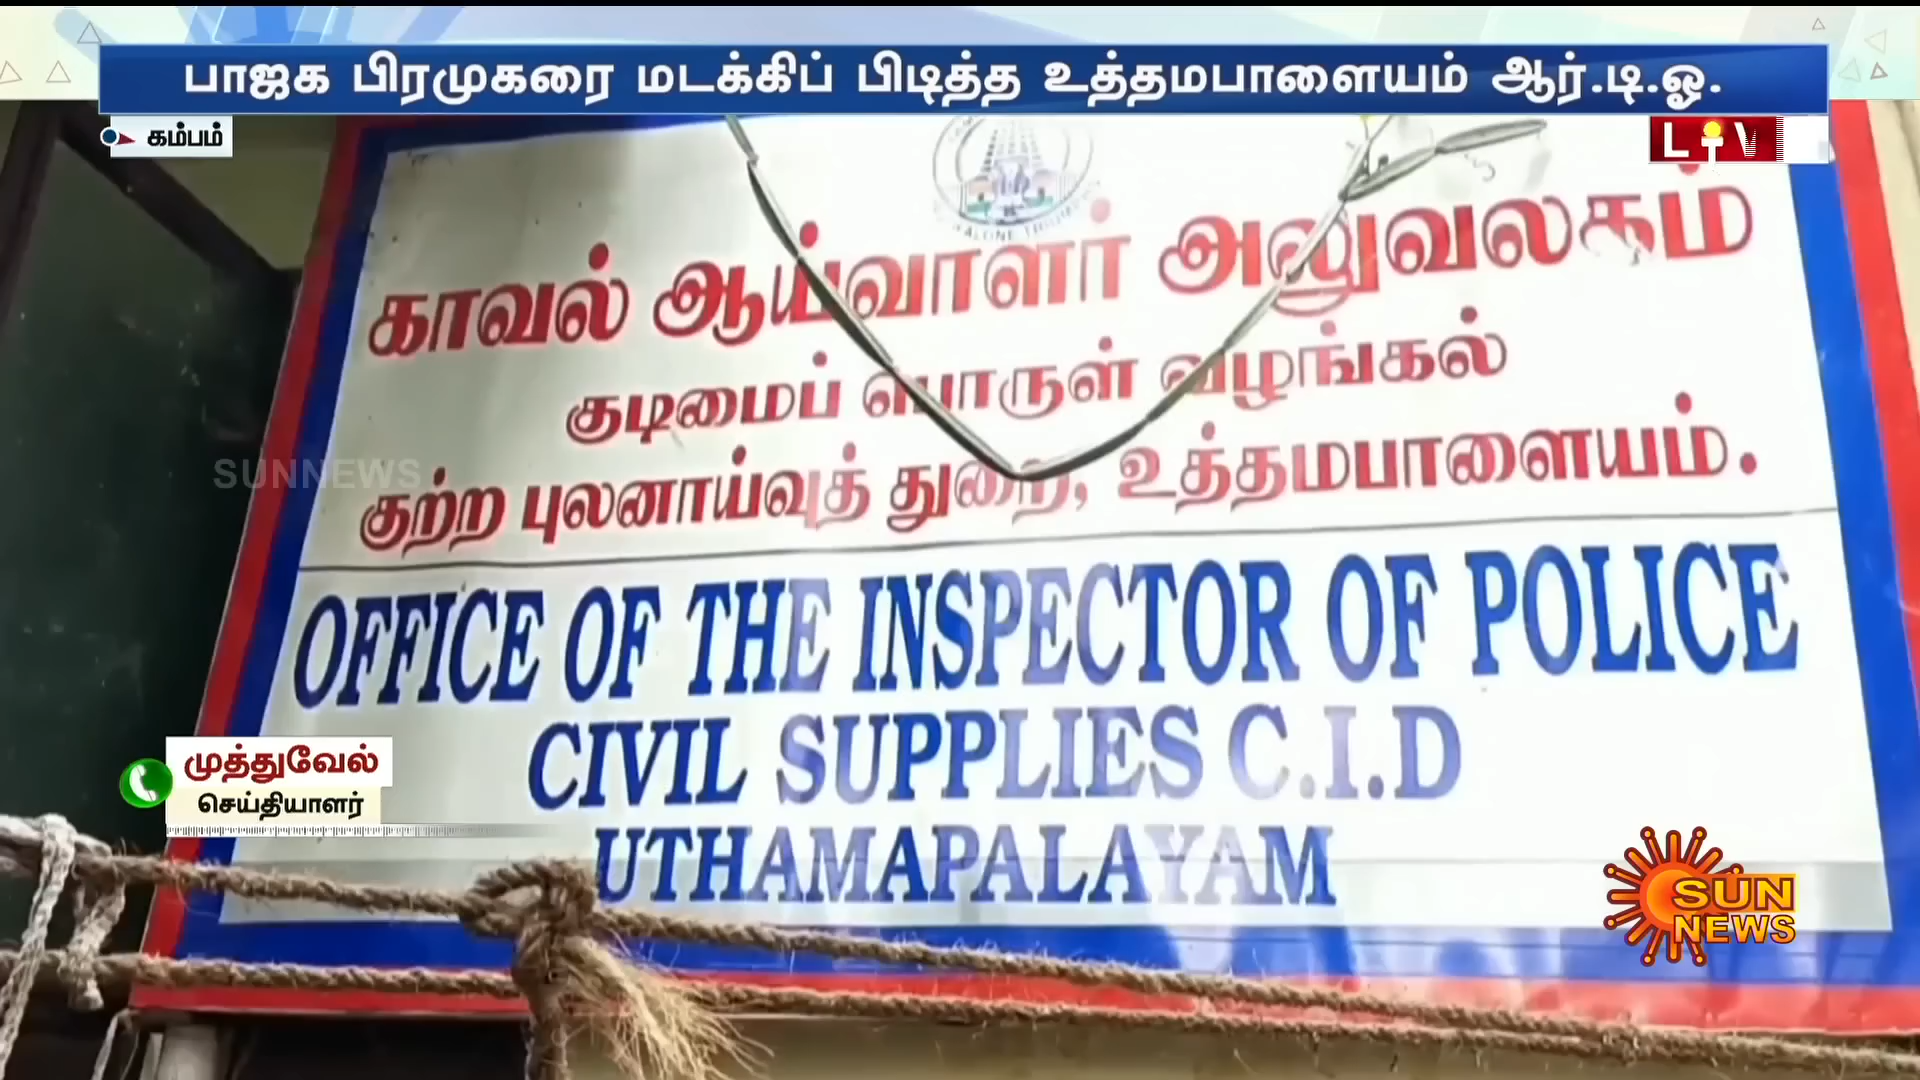 பாஜக பிரமுகரை மடக்கிப் பிடித்த உத்தமபாளையம் ஆர்.டி.ஓ.
கம்பம்
LIV
காவல் ஆய்வாளர் அலுவலகம்
குடிமைப் பொருள் வழங்கல்
SUNNEWS
குற்ற புலனாய்வுத் துறை, உத்தமபாளையம்.
OFFICE OF THE INSPECTOR OF POLICE
CIVIL SUPPLIES C.I.D
UTHAMAPALAYAM
முத்துவேல்
செய்தியாளர்
SUN
NEWS